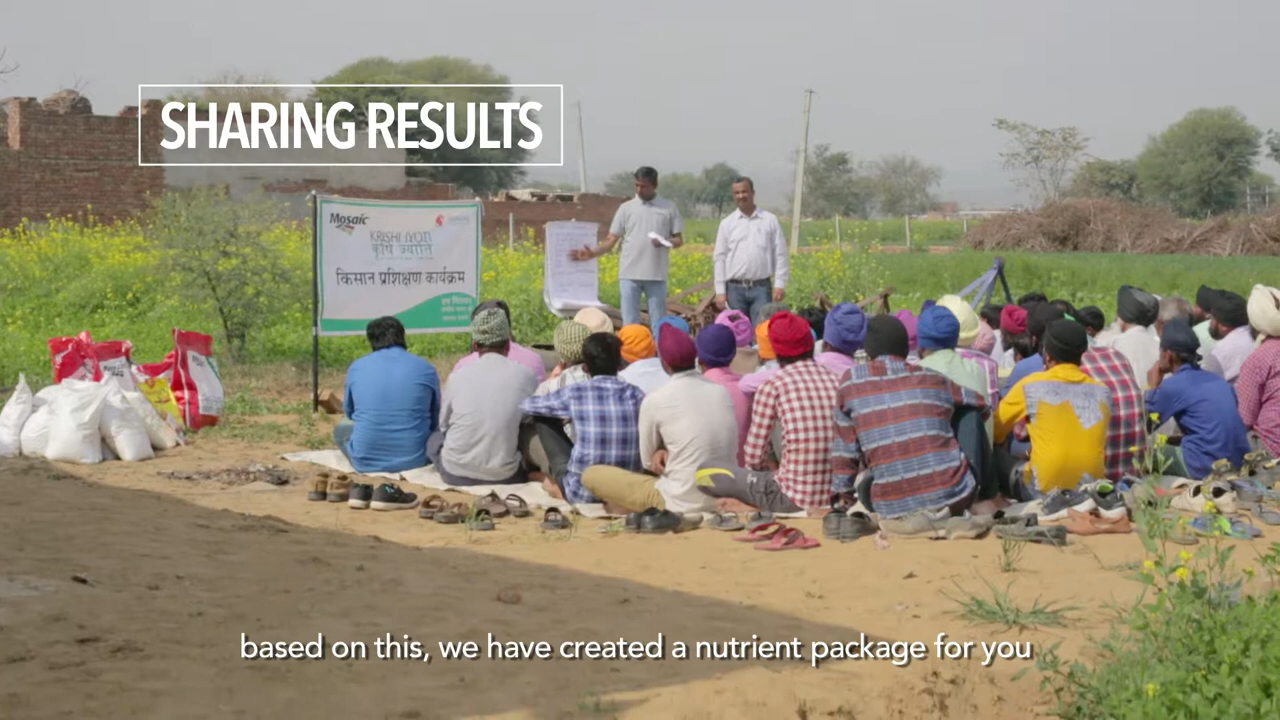 SHARING RESULTS
Mosaic
KRISHI JYOTI
कृषि ज्योति
किसान प्रशिक्षण कार्यक्रम
Mosaic
based on this, we have created a nutrient package for you